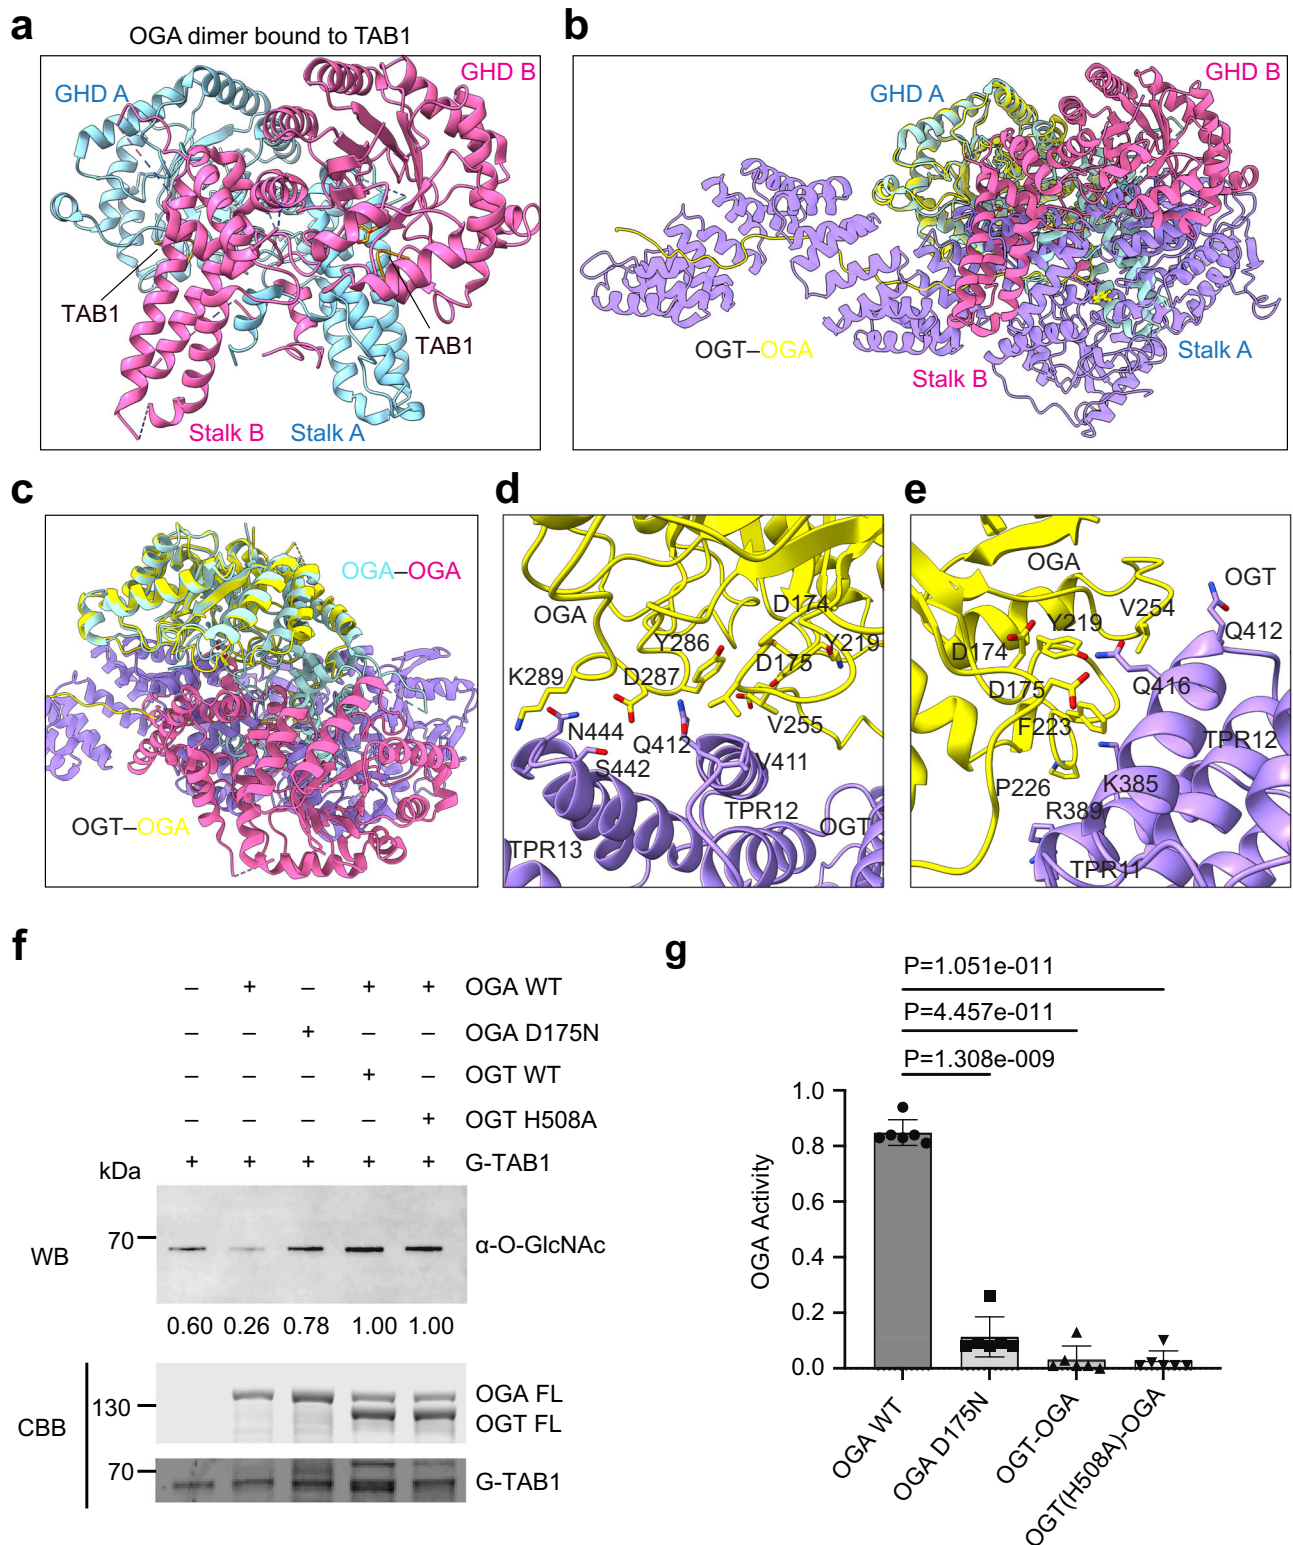 a
OGA dimer bound to TAB1
GHD A
GHD B
TAB1
TAB1
Stalk B
Stalk A
b
GHD A
GHD B
OGT–OGA
Stalk B
Stalk A
c
OGA–OGA
OGT–OGA
d
OGA
D174
Y286
Y219
K289
D287
D175
V255
N444
Q412
S442
V411
TPR12
OGT
TPR13
e
OGA
OGT
V254
Y219
Q412
D174
Q416
D175
F223
TPR12
P226
K385
R389
TPR11
f
– + – + + OGA WT
– – + – – OGA D175N
– – – + – OGT WT
– – – – + OGT H508A
+ + + + + G-TAB1
kDa
70
WB
α-O-GlcNAc
0.60 0.26 0.78 1.00 1.00
CBB
130
OGA FL
OGT FL
70
G-TAB1
g
P=1.051e-011
P=4.457e-011
P=1.308e-009
OGA Activity
1.0
0.8
0.6
0.4
0.2
0.0
OGA WT
OGA D175N
OGT-OGA
OGT(H508A)-OGA